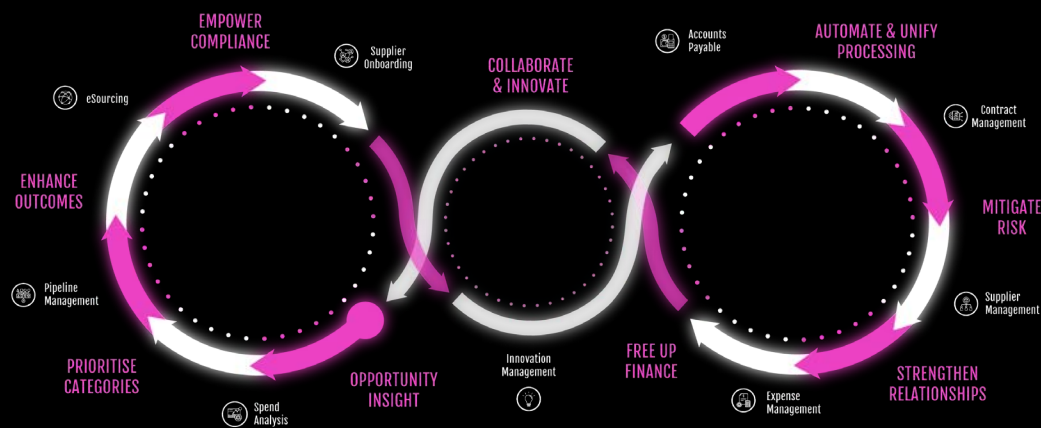 EMPOWER
COMPLIANCE
Supplier
Onboarding
eSourcing
ENHANCE
OUTCOMES
Pipeline
Management
PRIORITISE
CATEGORIES
Spend
Analysis
OPPORTUNITY
INSIGHT
COLLABORATE
& INNOVATE
Innovation
Management
FREE UP
FINANCE
Accounts
Payable
AUTOMATE & UNIFY
PROCESSING
Contract
Management
MITIGATE
RISK
Supplier
Management
STRENGTHEN
RELATIONSHIPS
Expense
Management